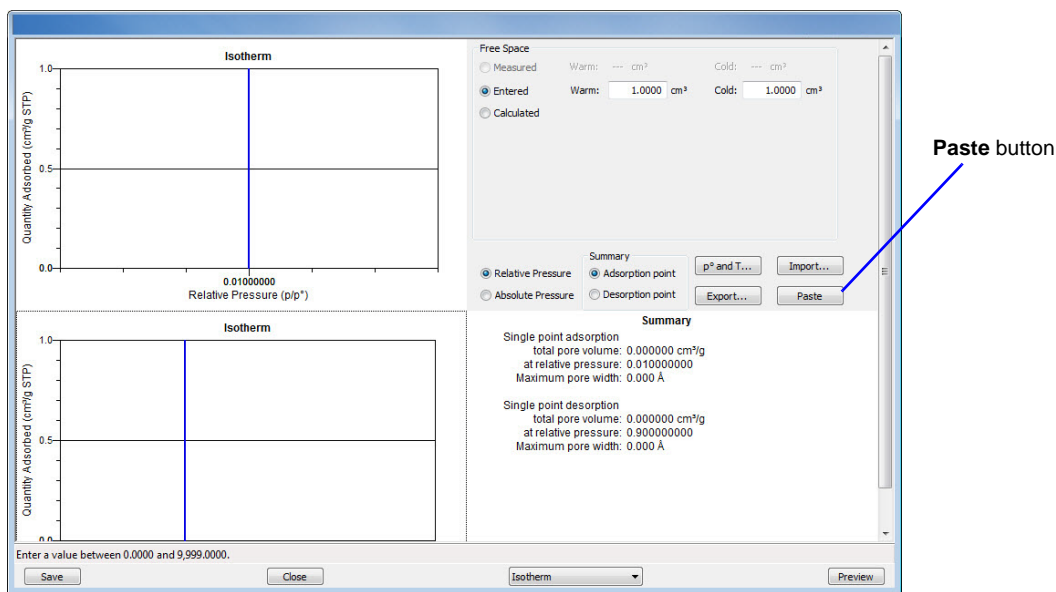 Isotherm
1.0
0.5
0.0
Quantity Adsorbed (cm³/g STP)
0.01000000
Relative Pressure (p/p°)
Free Space
Measured Warm: --- cm³ Cold: --- cm³
Entered Warm: 1.0000 cm³ Cold: 1.0000 cm³
Calculated
Summary
Relative Pressure Adsorption point p° and T... Import...
Absolute Pressure Desorption point Export... Paste
Paste button
Isotherm
1.0
0.5
0.0
Quantity Adsorbed (cm³/g STP)
Summary
Single point adsorption
total pore volume: 0.000000 cm³/g
at relative pressure: 0.010000000
Maximum pore width: 0.000 Å
Single point desorption
total pore volume: 0.000000 cm³/g
at relative pressure: 0.900000000
Maximum pore width: 0.000 Å
Enter a value between 0.0000 and 9,999.0000.
Save Close Isotherm Preview